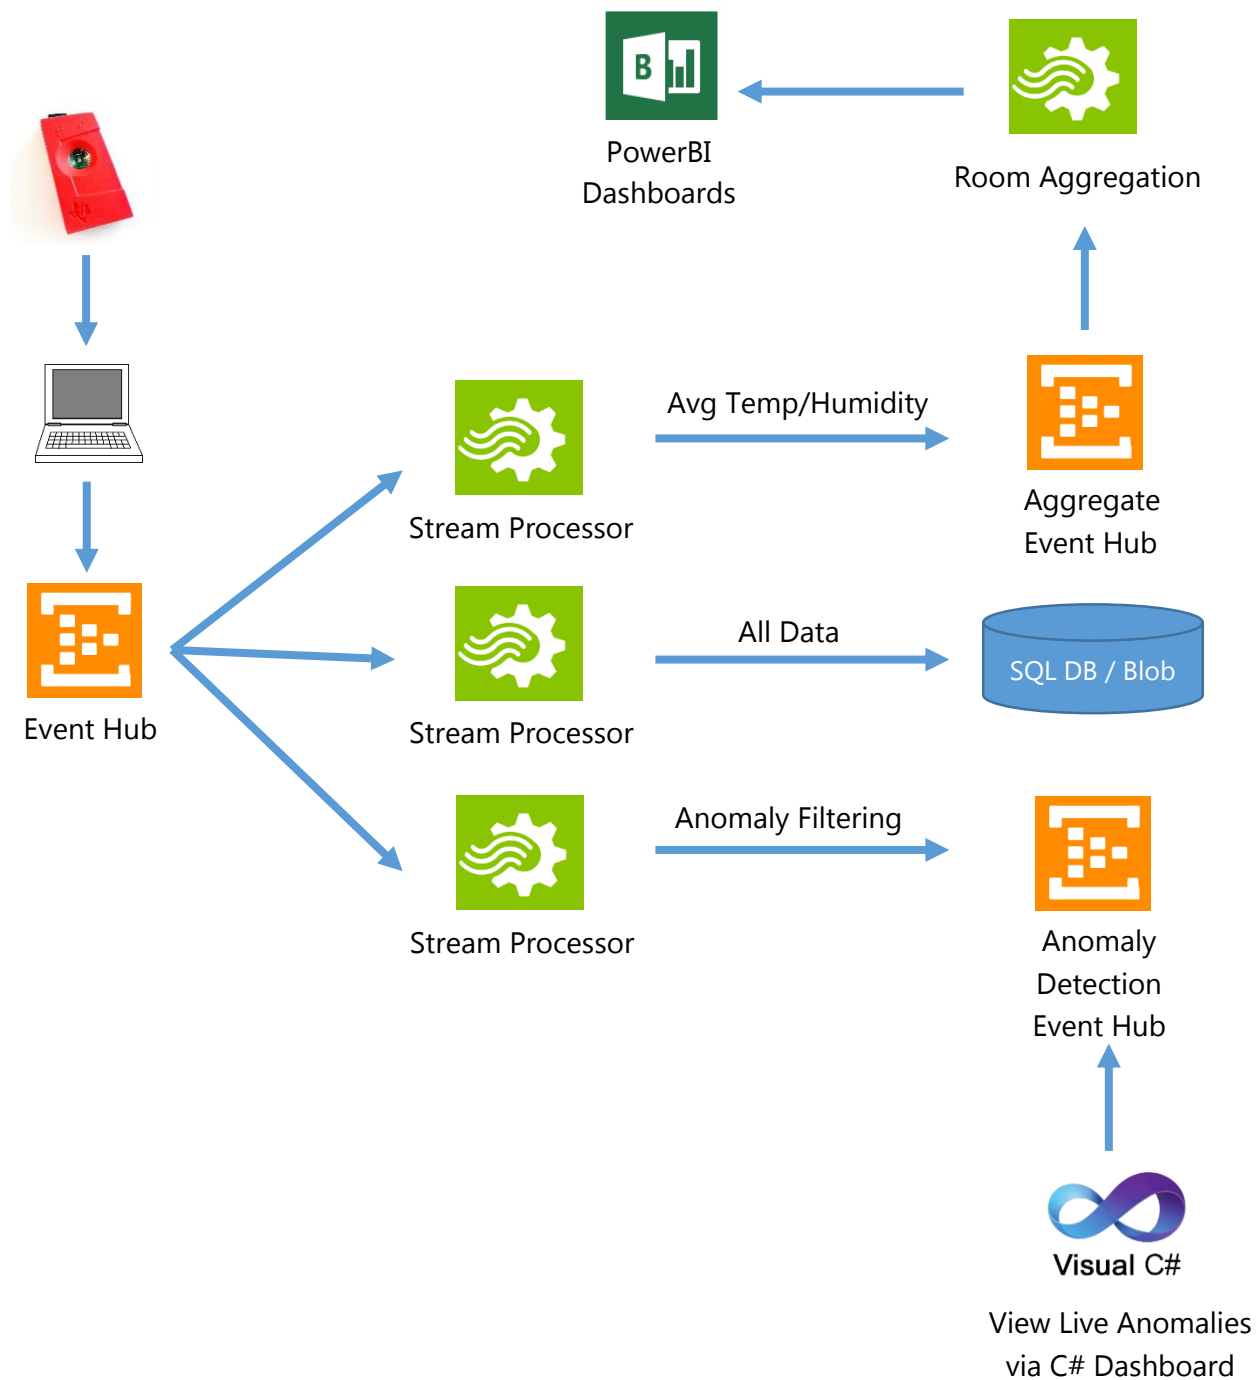 B
PowerBI
Dashboards
Room Aggregation
Avg Temp/Humidity
Stream Processor
Aggregate
Event Hub
All Data
SQL DB / Blob
Event Hub
Stream Processor
Anomaly Filtering
Stream Processor
Anomaly
Detection
Event Hub
Visual C#
View Live Anomalies
via C# Dashboard